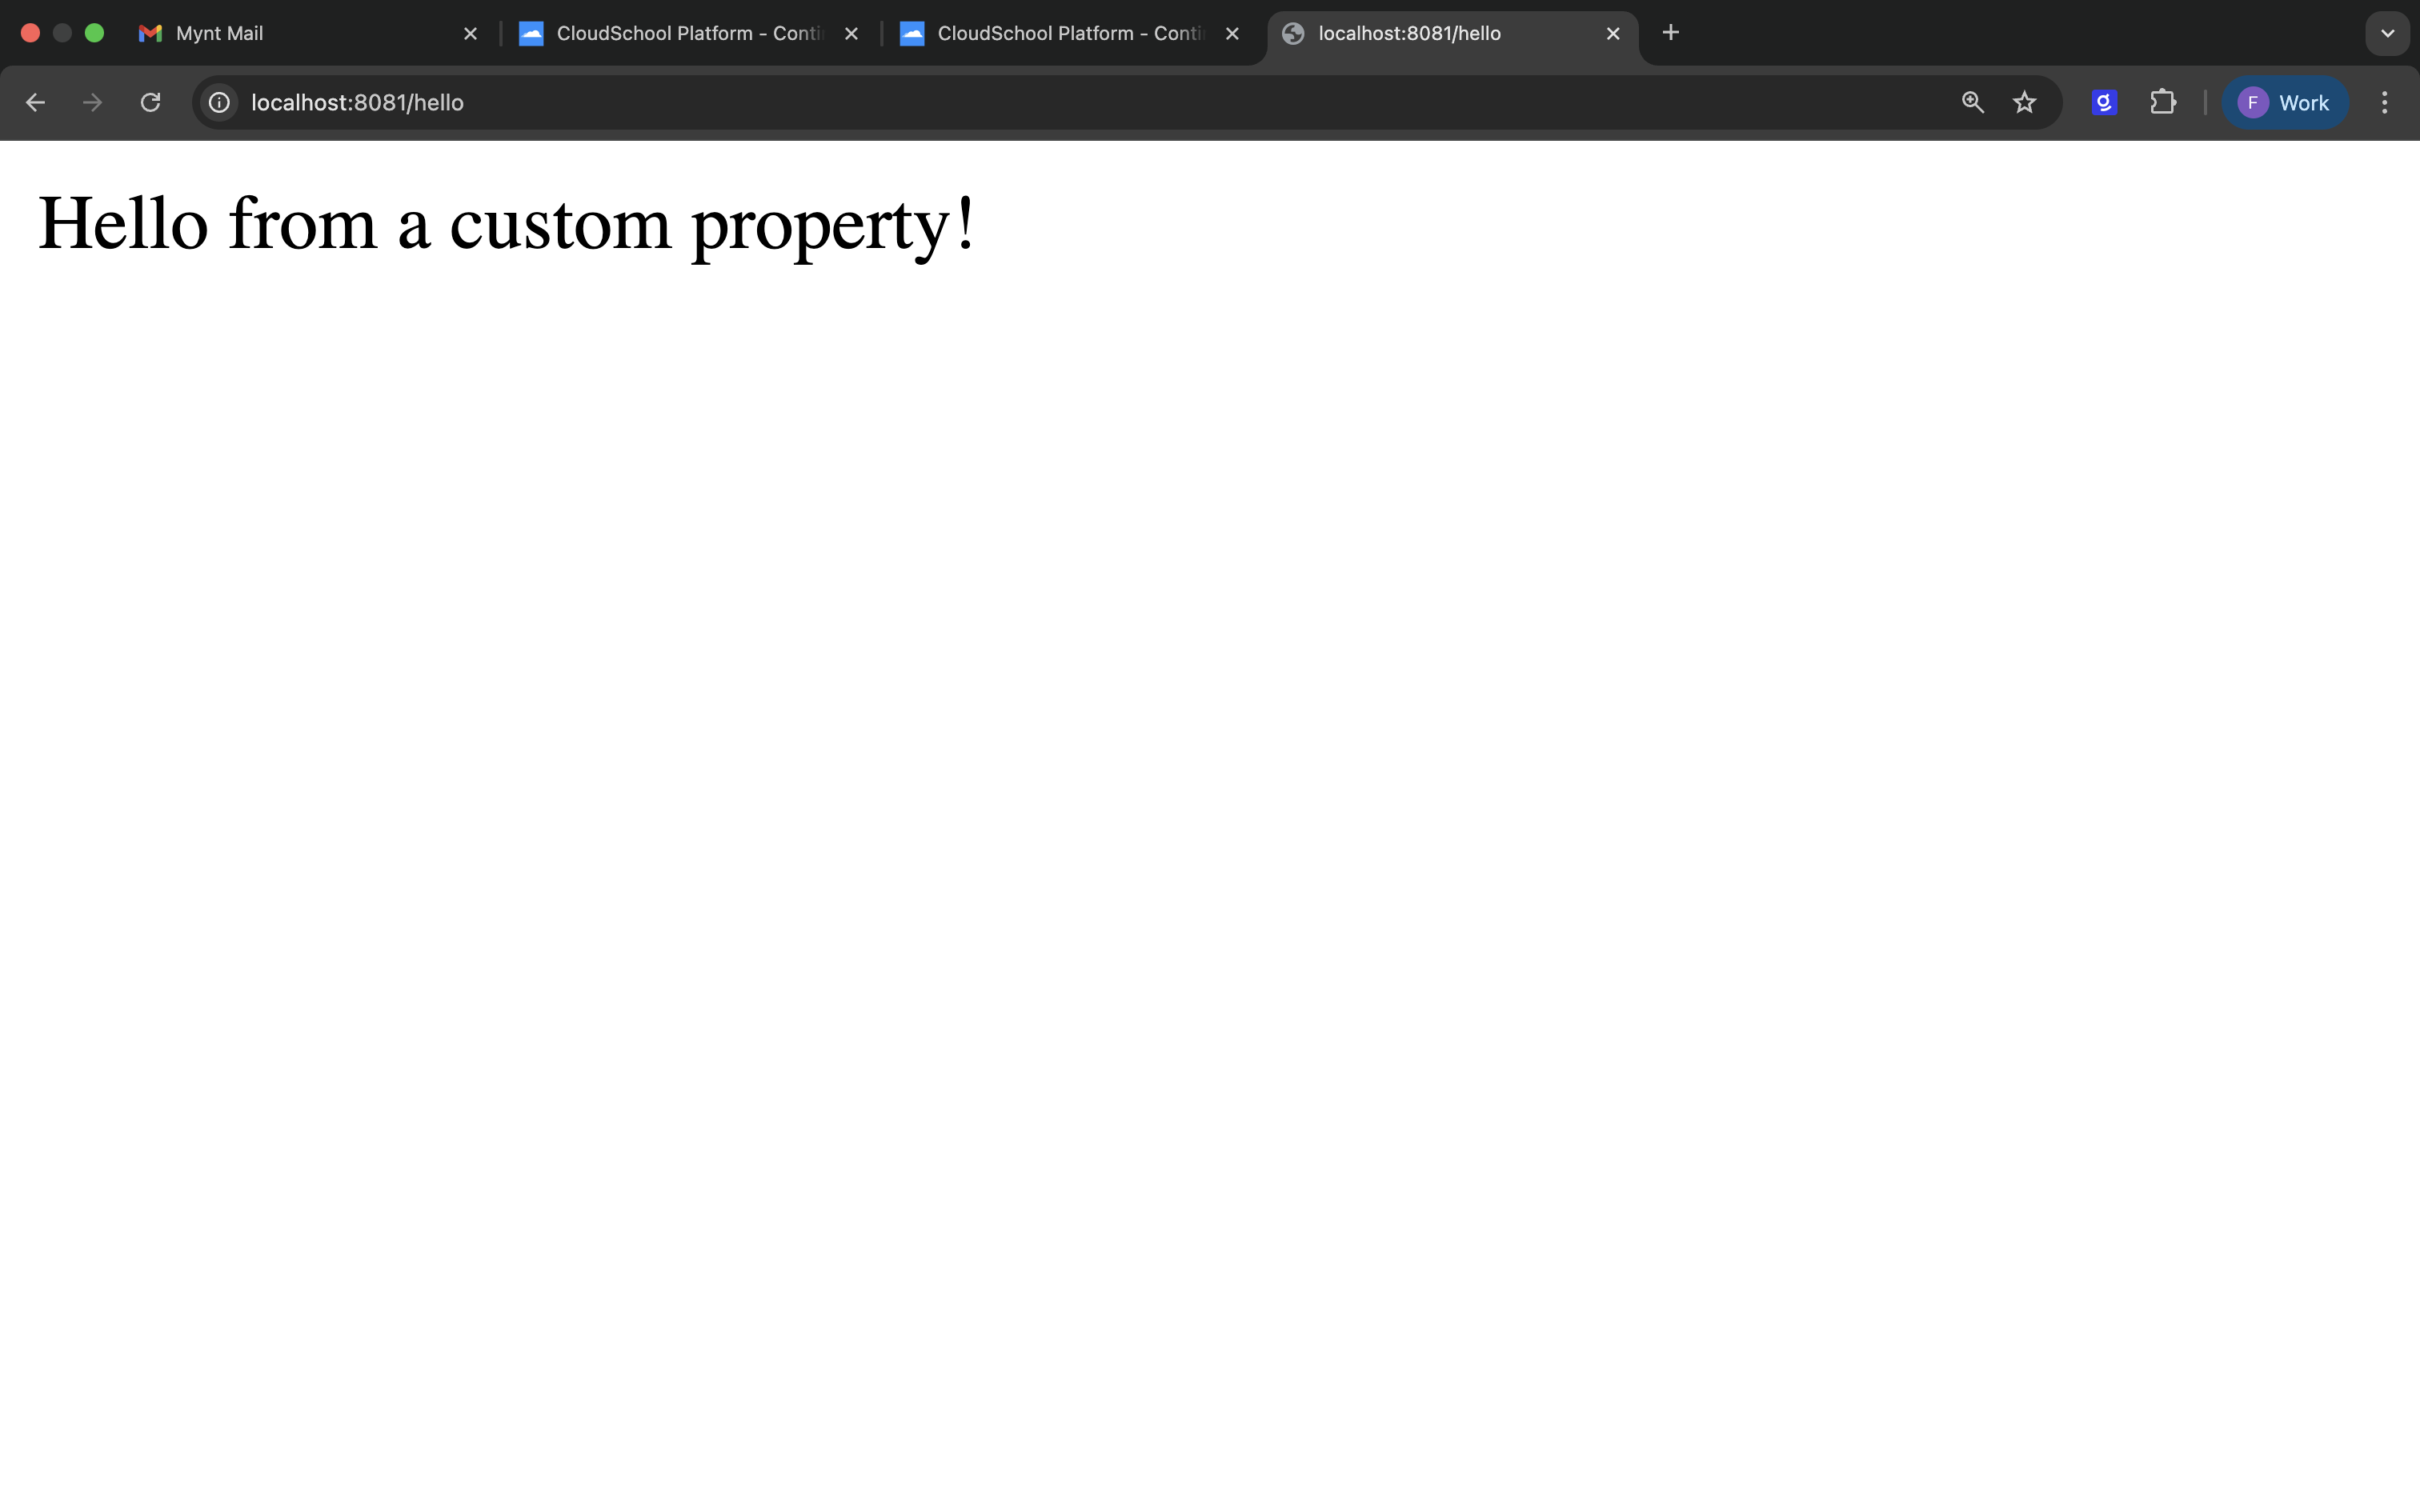 Mynt Mail
CloudSchool Platform - Conti
CloudSchool Platform - Conti
localhost:8081/hello
localhost:8081/hello
F
Work
Hello from a custom property!